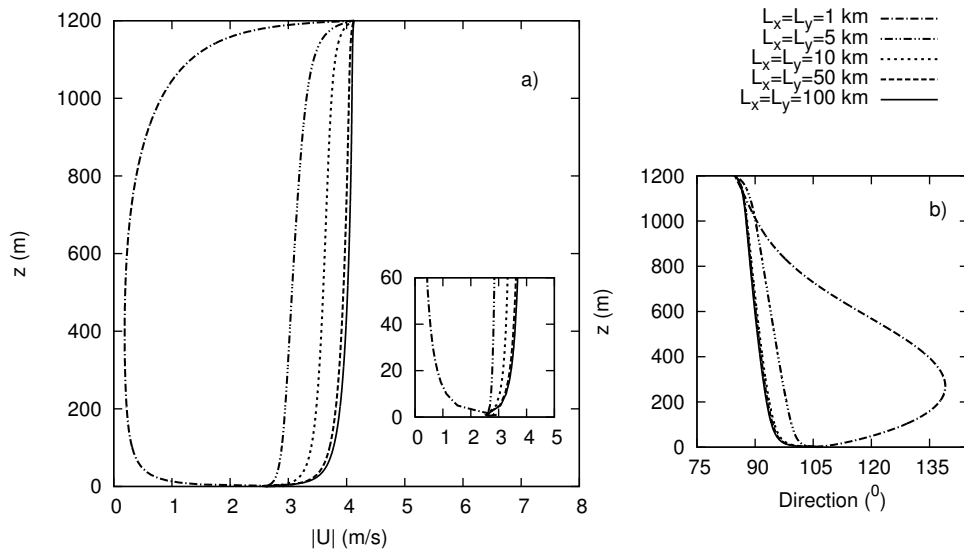 1200
1000
800
600
400
200
0
z (m)
0 1 2 3 4 5 6 7 8
|U| (m/s)
a)
60
40
20
0
0 1 2 3 4 5
Lx=Ly=1 km
Lx=Ly=5 km
Lx=Ly=10 km
Lx=Ly=50 km
Lx=Ly=100 km
1200
1000
800
600
400
200
0
z (m)
b)
75 90 105 120 135
Direction (⁰)